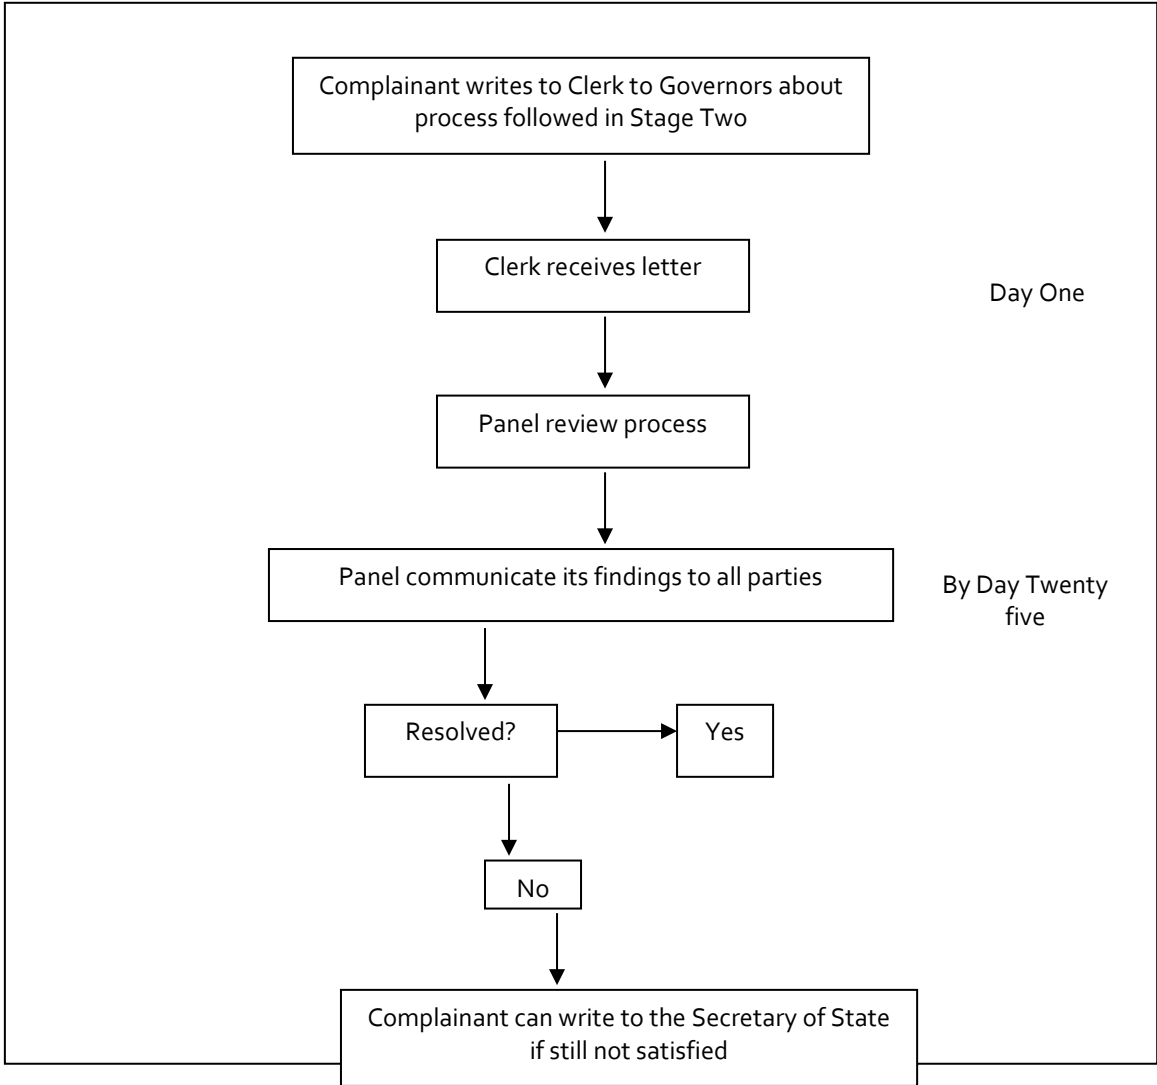 Complainant writes to Clerk to Governors about
process followed in Stage Two
Clerk receives letter
Day One
Panel review process
Panel communicate its findings to all parties
By Day Twenty
five
Resolved?
Yes
No
Complainant can write to the Secretary of State
if still not satisfied